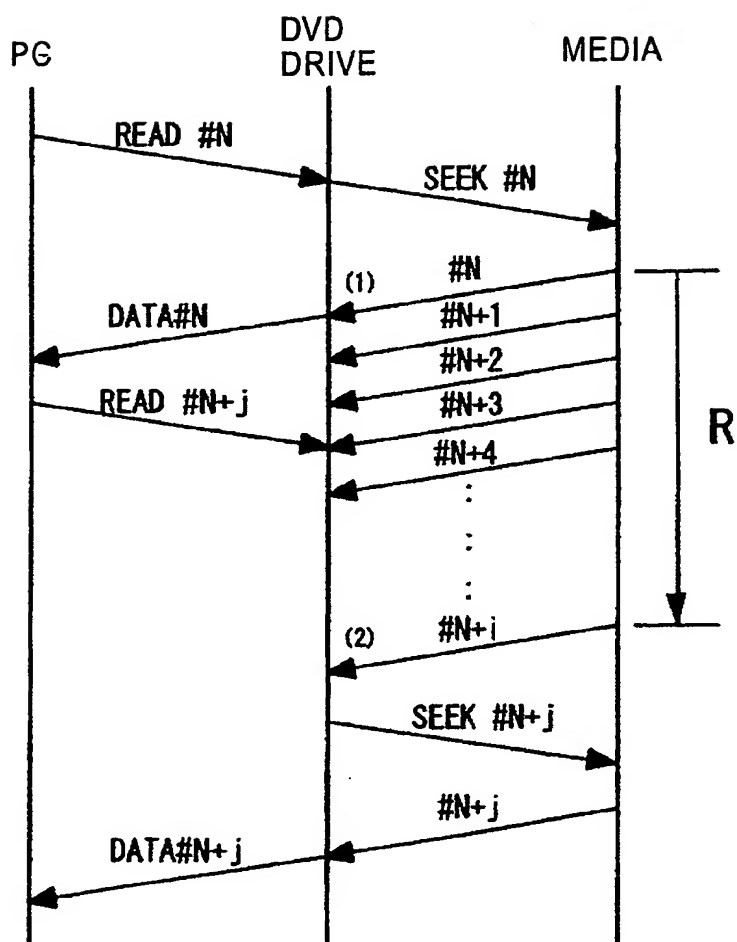 PG
DVD
DRIVE
MEDIA
READ #N
SEEK #N
(1)
#N
DATA#N
#N+1
#N+2
READ #N+j
#N+3
R
#N+4
(2)
#N+i
SEEK #N+j
#N+j
DATA#N+j